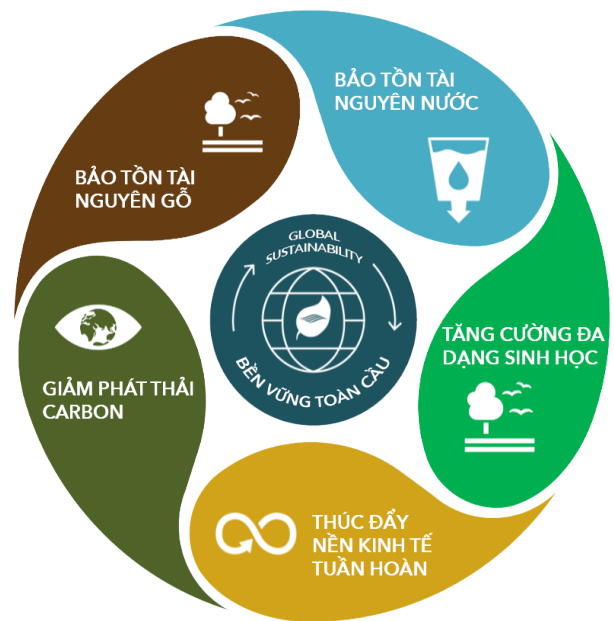 BẢO TỒN TÀI
NGUYÊN NƯỚC
BẢO TỒN TÀI
NGUYÊN GỖ
GLOBAL
SUSTAINABILITY
BỀN VỮNG TOÀN CẦU
TĂNG CƯỜNG ĐA
DẠNG SINH HỌC
GIẢM PHÁT THẢI
CARBON
THÚC ĐẨY
NỀN KINH TẾ
TUẦN HOÀN